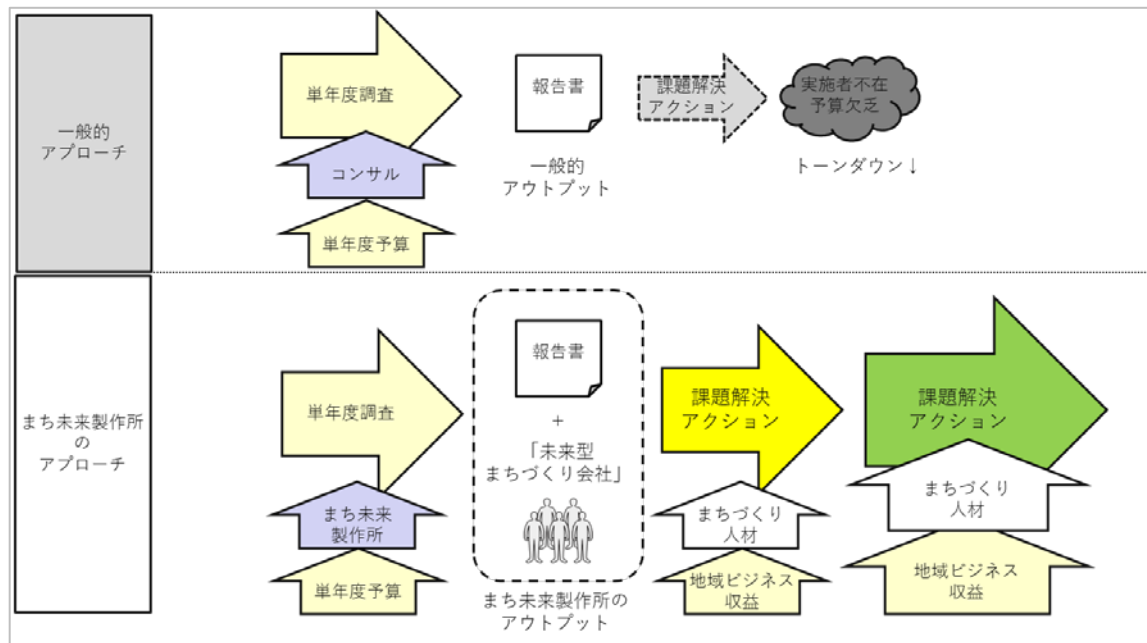 一般的
アプローチ
単年度調査
コンサル
単年度予算
報告書
一般的
アウトプット
課題解決
アクション
実施者不在
予算欠乏
トーンダウン↓
まち未来製作所
の
アプローチ
単年度調査
まち未来
製作所
単年度予算
報告書
+
「未来型
まちづくり会社」
まち未来製作所の
アウトプット
課題解決
アクション
まちづくり
人材
地域ビジネス
収益
課題解決
アクション
まちづくり
人材
地域ビジネス
収益